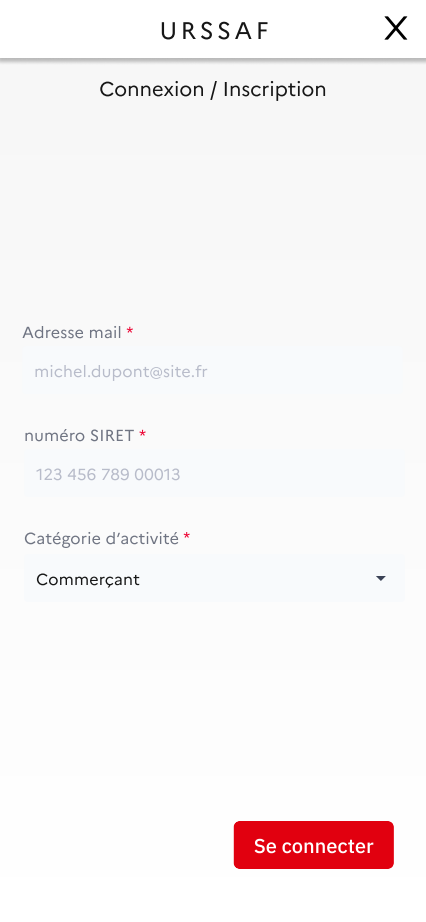 URSSAF X
Connexion / Inscription
Adresse mail *
michel.dupont@site.fr
numéro SIRET *
123 456 789 00013
Catégorie d’activité *
Commerçant
Se connecter